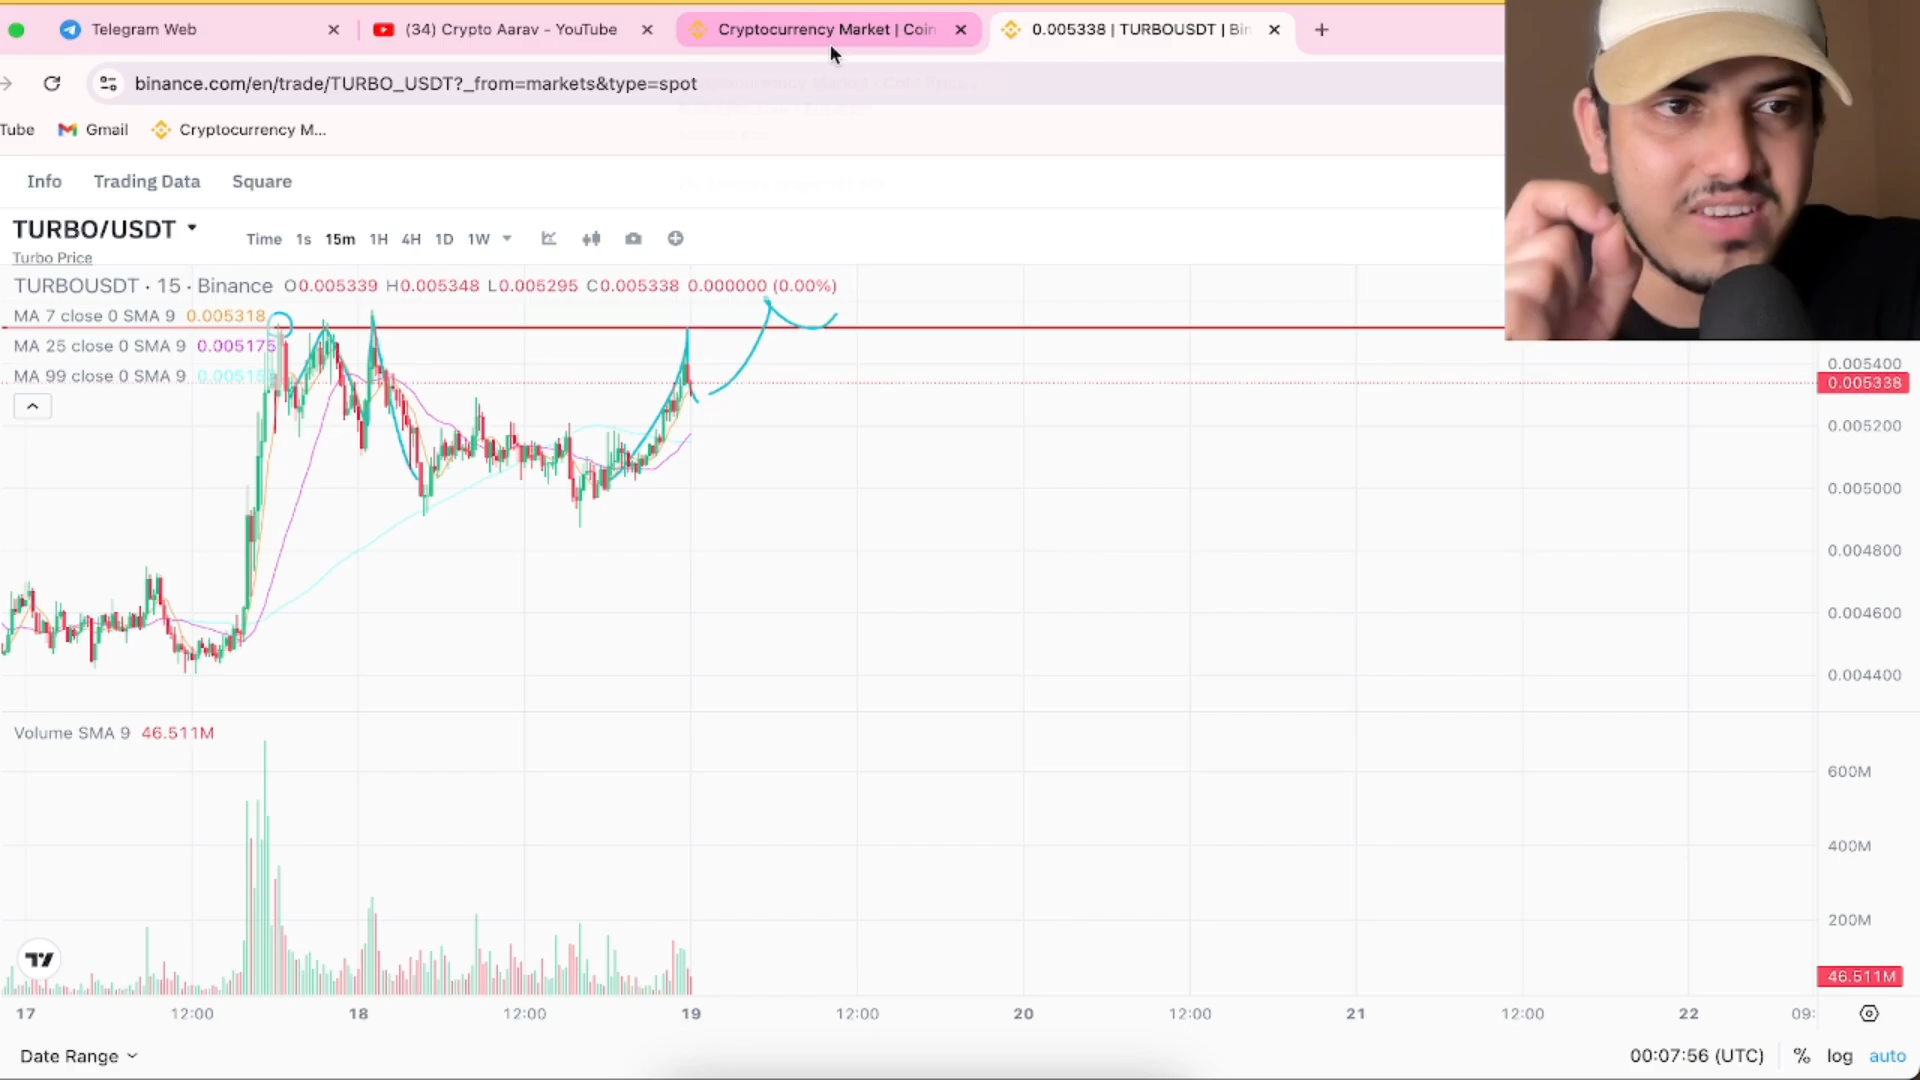 Telegram Web
(34) Crypto Aarav - YouTube
Cryptocurrency Market | Coin
0.005338 | TURBOUSDT | Bin
binance.com/en/trade/TURBO_USDT?_from=markets&type=spot
Tube
Gmail
Cryptocurrency M...
Info
Trading Data
Square
TURBO/USDT
Turbo Price
Time 1s 15m 1H 4H 1D 1W
TURBOUSDT · 15 · Binance O0.005339 H0.005348 L0.005295 C0.005338 0.000000 (0.00%)
MA 7 close 0 SMA 9 0.005318
MA 25 close 0 SMA 9 0.005175
MA 99 close 0 SMA 9
0.005400
0.005338
0.005200
0.005000
0.004800
0.004600
0.004400
Volume SMA 9 46.511M
600M
400M
200M
46.511M
17 12:00 18 12:00 19 12:00 20 12:00 21 12:00 22 09:
Date Range
00:07:56 (UTC) % log auto